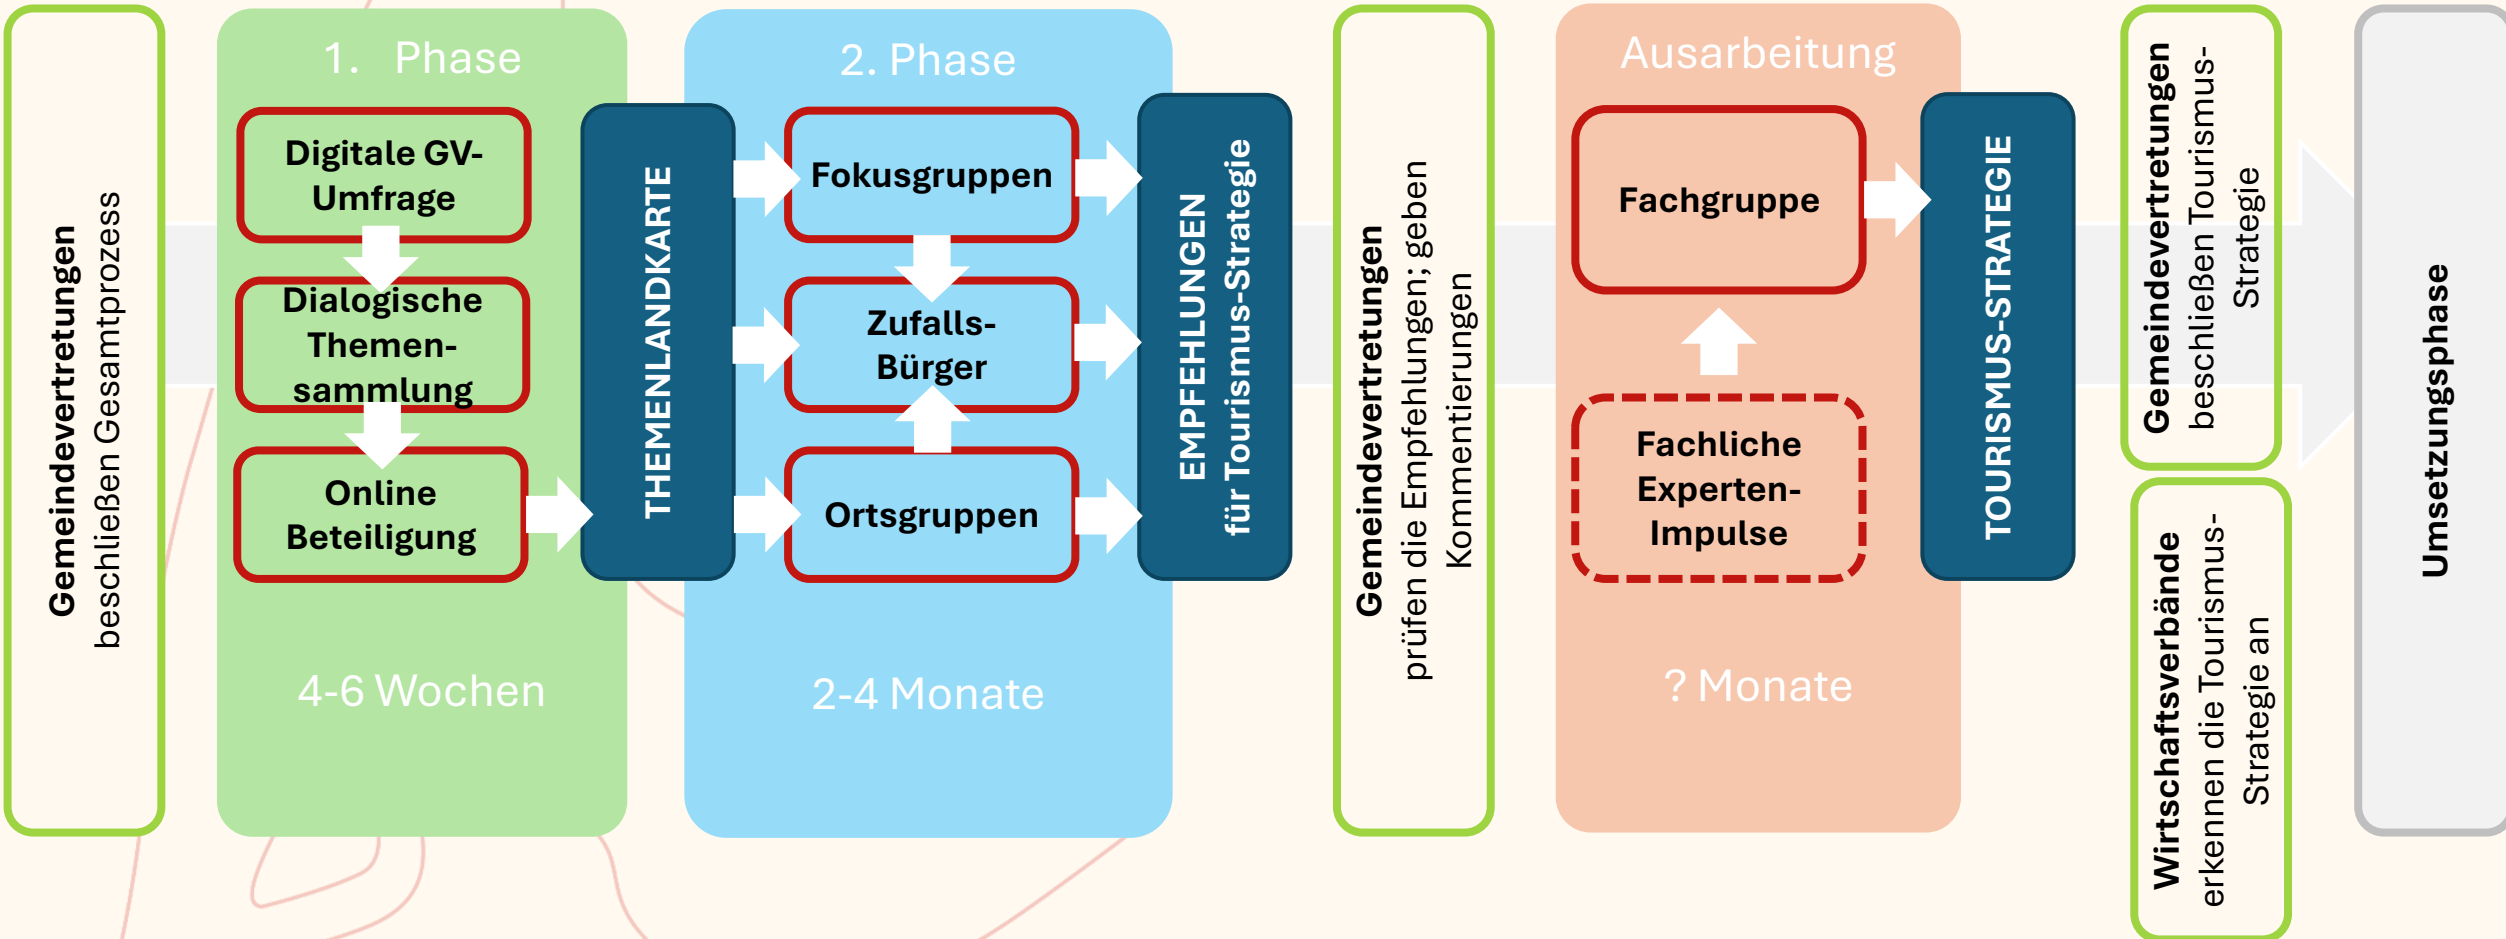 Gemeindevertretungen
beschließen Gesamtprozess
1. Phase
Digitale GV-
Umfrage
Dialogische
Themen-
sammlung
Online
Beteiligung
4-6 Wochen
THEMENLANDKARTE
2. Phase
Fokusgruppen
Zufalls-
Bürger
Ortsgruppen
2-4 Monate
EMPFEHLUNGEN
für Tourismus-Strategie
Gemeindevertretungen
prüfen die Empfehlungen; geben
Kommentierungen
Ausarbeitung
Fachgruppe
Fachliche
Experten-
Impulse
? Monate
TOURISMUS-STRATEGIE
Gemeindevertretungen
beschließen Tourismus-
Strategie
Wirtschaftsverbände
erkennen die Tourismus-
Strategie an
Umsetzungsphase